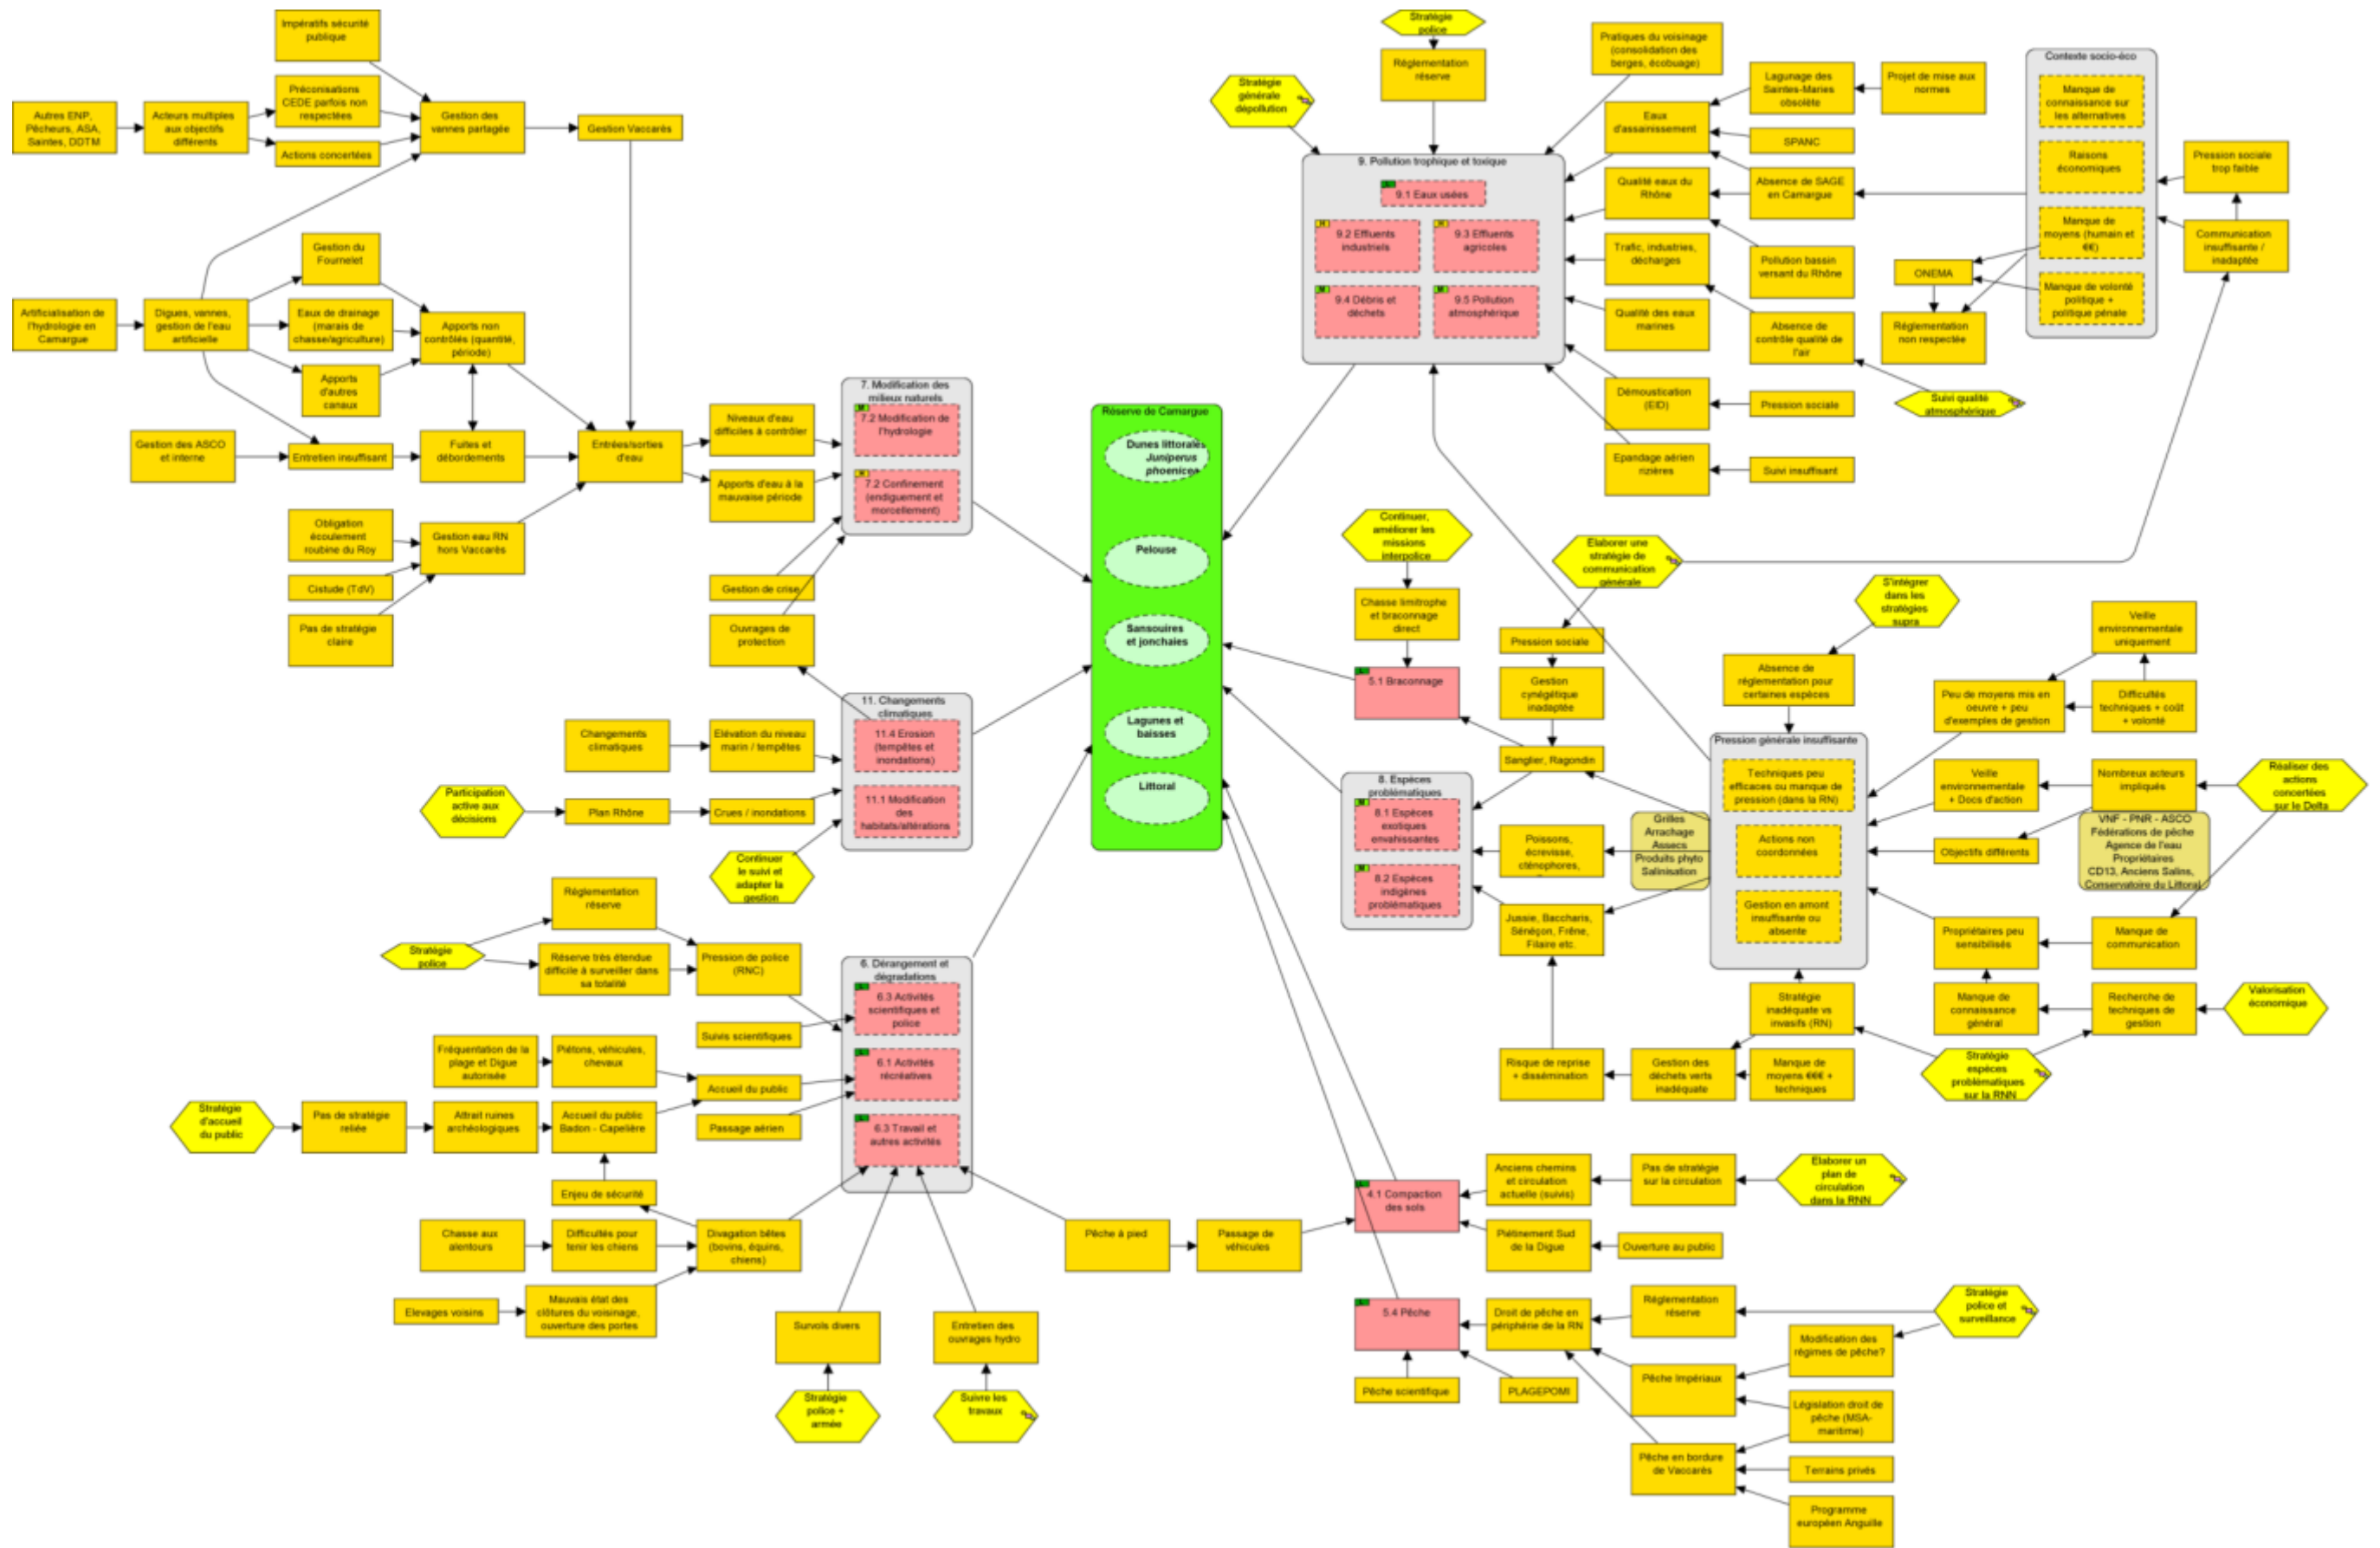 Impératifs sécurité
publique
Préconisations
CEDE parfois non
respectées
Autres ENP,
Pêcheurs, ASA,
Saintes, DDTM
Acteurs multiples
aux objectifs
différents
Actions concertées
Gestion des
vannes partagée
Gestion Vaccarès
Gestion du
Fournelet
Artificialisation de
l'hydrologie en
Camargue
Digues, vannes,
gestion de l'eau
artificielle
Eaux de drainage
(marais de
chasse/agriculture)
Apports non
contrôlés (quantité,
période)
Apports
d'autres
canaux
Gestion des ASCO
et interne
Entretien insuffisant
Fuites et
débordements
Entrées/sorties
d'eau
Niveaux d'eau
difficiles à contrôler
Apports d'eau à la
mauvaise période
Obligation
écoulement
roubine du Roy
Gestion eau RN
hors Vaccarès
Cistude (TdV)
Pas de stratégie
claire
Gestion de crise
Ouvrages de
protection
7. Modification des
milieux naturels
M
7.2 Modification de
l'hydrologie
H
7.2 Confinement
(endiguement et
morcellement)
Changements
climatiques
Elévation du niveau
marin / tempêtes
Participation
active aux
décisions
Plan Rhône
Crues / inondations
Continuer
le suivi et
adapter la
gestion
11. Changements
climatiques
11.4 Erosion
(tempêtes et
inondations)
11.1 Modification
des
habitats/altérations
Réglementation
réserve
Stratégie
police
Réserve très étendue
difficile à surveiller dans
sa totalité
Pression de police
(RNC)
Suivis scientifiques
Fréquentation de la
plage et Digue
autorisée
Piétons, véhicules,
chevaux
Accueil du public
Stratégie
d'accueil
du public
Pas de stratégie
reliée
Attrait ruines
archéologiques
Accueil du public
Badon - Capelière
Passage aérien
Enjeu de sécurité
Chasse aux
alentours
Difficultés pour
tenir les chiens
Divagation bêtes
(bovins, équins,
chiens)
Elevages voisins
Mauvais état des
clôtures du voisinage,
ouverture des portes
6. Dérangement et
dégradations
L
6.3 Activités
scientifiques et
police
L
6.1 Activités
récréatives
L
6.3 Travail et
autres activités
Survols divers
Stratégie
police +
armée
Entretien des
ouvrages hydro
Suivre les
travaux
Réserve de Camargue
Dunes littorales
Juniperus
phoenicea
Pelouse
Sansouires
et jonchaies
Lagunes et
baisses
Littoral
Stratégie
police
Réglementation
réserve
Stratégie
générale
dépollution
Pratiques du voisinage
(consolidation des
berges, écobuage)
9. Pollution trophique et toxique
L
9.1 Eaux usées
H
9.2 Effluents
industriels
H
9.3 Effluents
agricoles
M
9.4 Débris et
déchets
M
9.5 Pollution
atmosphérique
Eaux
d'assainissement
Lagunage des
Saintes-Maries
obsolète
Projet de mise aux
normes
SPANC
Qualité eaux du
Rhône
Absence de SAGE
en Camargue
Trafic, industries,
décharges
Pollution bassin
versant du Rhône
Qualité des eaux
marines
Absence de
contrôle qualité de
l'air
Démoustication
(EID)
Pression sociale
Suivi qualité
atmosphérique
Epandage aérien
rizières
Suivi insuffisant
Contexte socio-éco
Manque de
connaissance sur
les alternatives
Raisons
économiques
Manque de
moyens (humain et
€€)
Manque de volonté
politique +
politique pénale
ONEMA
Réglementation
non respectée
Pression sociale
trop faible
Communication
insuffisante /
inadaptée
Continuer,
améliorer les
missions
interpolice
Chasse limitrophe
et braconnage
direct
L
5.1 Braconnage
Elaborer une
stratégie de
communication
générale
Pression sociale
Gestion
cynégétique
inadaptée
Sanglier, Ragondin
8. Espèces
problématiques
M
8.1 Espèces
exotiques
envahissantes
M
8.2 Espèces
indigènes
problématiques
Poissons,
écrevisse,
cténophores,
Jussie, Baccharis,
Sénéçon, Frêne,
Filaire etc.
Grilles
Arrachage
Assecs
Produits phyto
Salinisation
S'intégrer
dans les
stratégies
supra
Absence de
réglementation pour
certaines espèces
Pression générale insuffisante
Techniques peu
efficaces ou manque de
pression (dans la RN)
Actions non
coordonnées
Gestion en amont
insuffisante ou
absente
Veille
environnementale
uniquement
Peu de moyens mis en
oeuvre + peu
d'exemples de gestion
Difficultés
techniques + coût
+ volonté
Veille
environnementale
+ Docs d'action
Nombreux acteurs
impliqués
Réaliser des
actions
concertées
sur le Delta
Objectifs différents
VNF - PNR - ASCO
Fédérations de pêche
Agence de l'eau
Propriétaires
CD13, Anciens Salins,
Conservatoire du Littoral
Propriétaires peu
sensibilisés
Manque de
communication
Manque de
connaissance
général
Recherche de
techniques de
gestion
Valorisation
économique
Stratégie
inadéquate vs
invasifs (RN)
Stratégie
espèces
problématiques
sur la RNN
Risque de reprise
+ dissémination
Gestion des
déchets verts
inadéquate
Manque de
moyens €€€ +
techniques
Pêche à pied
Passage de
véhicules
L
4.1 Compaction
des sols
Anciens chemins
et circulation
actuelle (suivis)
Pas de stratégie
sur la circulation
Elaborer un
plan de
circulation
dans la RNN
Piétinement Sud
de la Digue
Ouverture au public
L
5.4 Pêche
Droit de pêche en
périphérie de la RN
Réglementation
réserve
Stratégie
police et
surveillance
Modification des
régimes de pêche?
Pêche scientifique
PLAGEPOMI
Pêche Impériaux
Législation droit de
pêche (MSA-
maritime)
Pêche en bordure
de Vaccarès
Terrains privés
Programme
européen Anguille